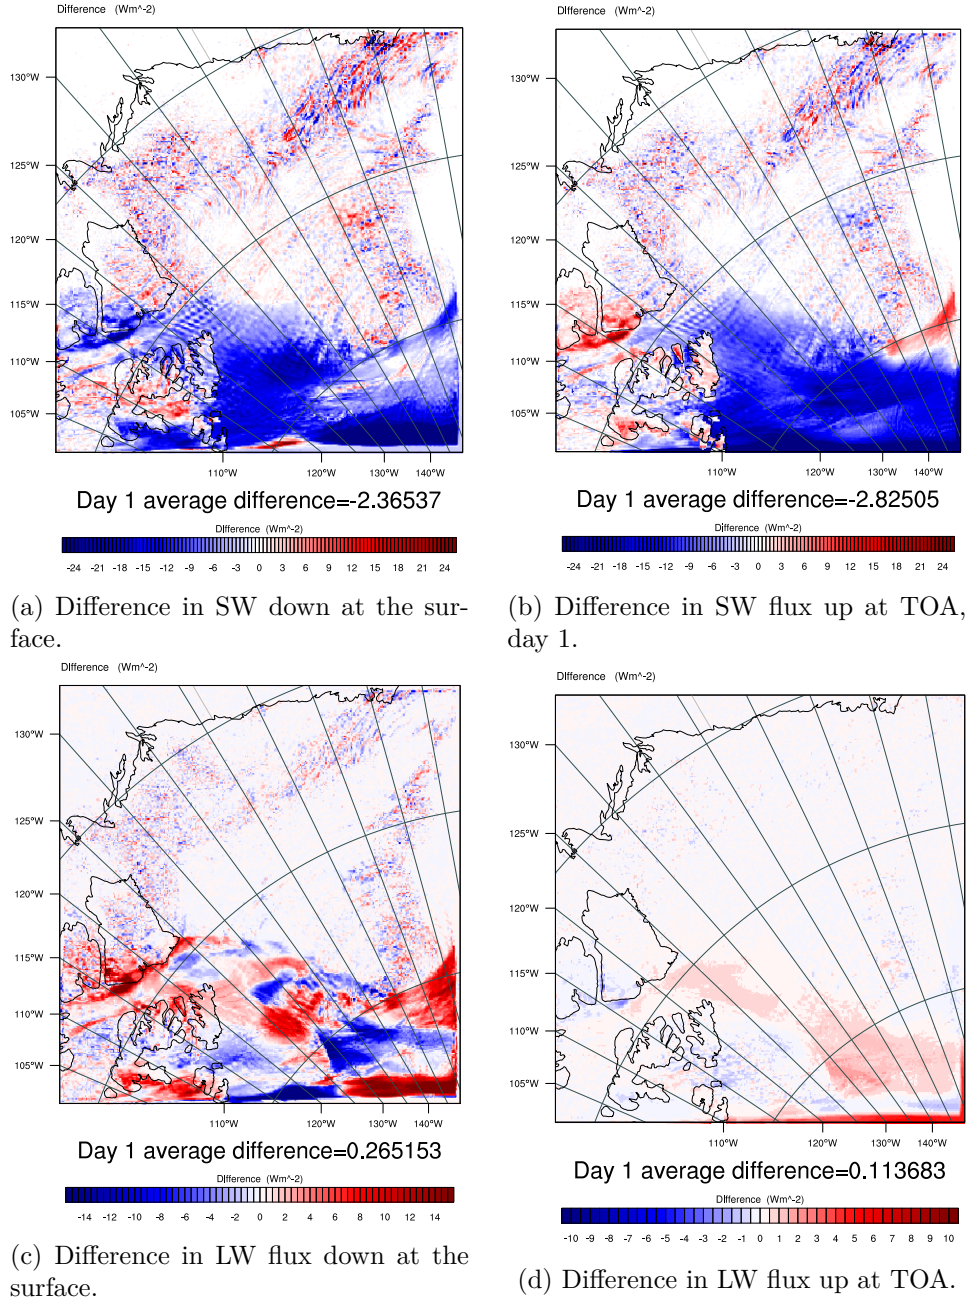 Difference (Wm^-2)
130°W
125°W
120°W
115°W
110°W
105°W
110°W 120°W 130°W 140°W
Day 1 average difference=-2.36537
Difference (Wm^-2)
-24 -21 -18 -15 -12 -9 -6 -3 0 3 6 9 12 15 18 21 24
(a) Difference in SW down at the sur-
face.
Difference (Wm^-2)
130°W
125°W
120°W
115°W
110°W
105°W
110°W 120°W 130°W 140°W
Day 1 average difference=-2.82505
Difference (Wm^-2)
-24 -21 -18 -15 -12 -9 -6 -3 0 3 6 9 12 15 18 21 24
(b) Difference in SW flux up at TOA,
day 1.
Difference (Wm^-2)
130°W
125°W
120°W
115°W
110°W
105°W
110°W 120°W 130°W 140°W
Day 1 average difference=0.265153
Difference (Wm^-2)
-14 -12 -10 -8 -6 -4 -2 0 2 4 6 8 10 12 14
(c) Difference in LW flux down at the
surface.
Difference (Wm^-2)
130°W
125°W
120°W
115°W
110°W
105°W
110°W 120°W 130°W 140°W
Day 1 average difference=0.113683
Difference (Wm^-2)
-10 -9 -8 -7 -6 -5 -4 -3 -2 -1 0 1 2 3 4 5 6 7 8 9 10
(d) Difference in LW flux up at TOA.